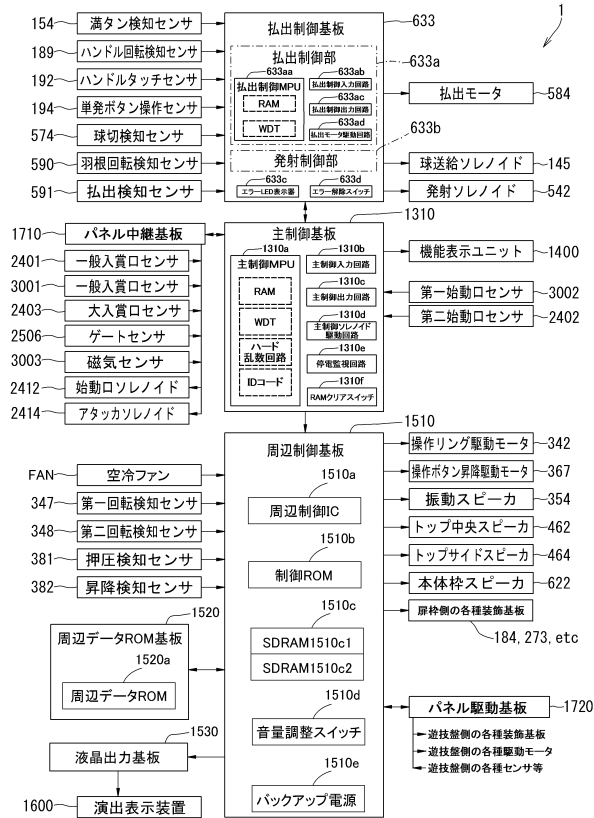 1
154 満タン検知センサ
189 ハンドル回転検知センサ
192 ハンドルタッチセンサ
194 単発ボタン操作センサ
574 球切検知センサ
590 羽根回転検知センサ
591 払出検知センサ
払出制御基板 633
払出制御部 633a
633aa
払出制御MPU
RAM
WDT
633ab
払出制御入力回路
633ac
払出制御出力回路
633ad
払出モータ駆動回路
発射制御部 633b
633c
エラーLED表示器
633d
エラー解除スイッチ
払出モータ 584
球送給ソレノイド 145
発射ソレノイド 542
1710 パネル中継基板
2401 一般入賞口センサ
3001 一般入賞口センサ
2403 大入賞口センサ
2506 ゲートセンサ
3003 磁気センサ
2412 始動口ソレノイド
2414 アタッカソレノイド
主制御基板 1310
1310a
主制御MPU
RAM
WDT
ハード
乱数回路
IDコード
1310b
主制御入力回路
1310c
主制御出力回路
1310d
主制御ソレノイド
駆動回路
1310e
停電監視回路
1310f
RAMクリアスイッチ
機能表示ユニット 1400
第一始動口センサ 3002
第二始動口センサ 2402
FAN 空冷ファン
347 第一回転検知センサ
348 第二回転検知センサ
381 押圧検知センサ
382 昇降検知センサ
1520
周辺データROM基板
1520a
周辺データROM
1530
液晶出力基板
1600 演出表示装置
1510
周辺制御基板
1510a
周辺制御IC
1510b
制御ROM
1510c
SDRAM1510c1
SDRAM1510c2
1510d
音量調整スイッチ
1510e
バックアップ電源
操作リング駆動モータ 342
操作ボタン昇降駆動モータ 367
振動スピーカ 354
トップ中央スピーカ 462
トップサイドスピーカ 464
本体枠スピーカ 622
扉枠側の各種装飾基板
184, 273, etc
パネル駆動基板 1720
遊技盤側の各種装飾基板
遊技盤側の各種駆動モータ
遊技盤側の各種センサ等